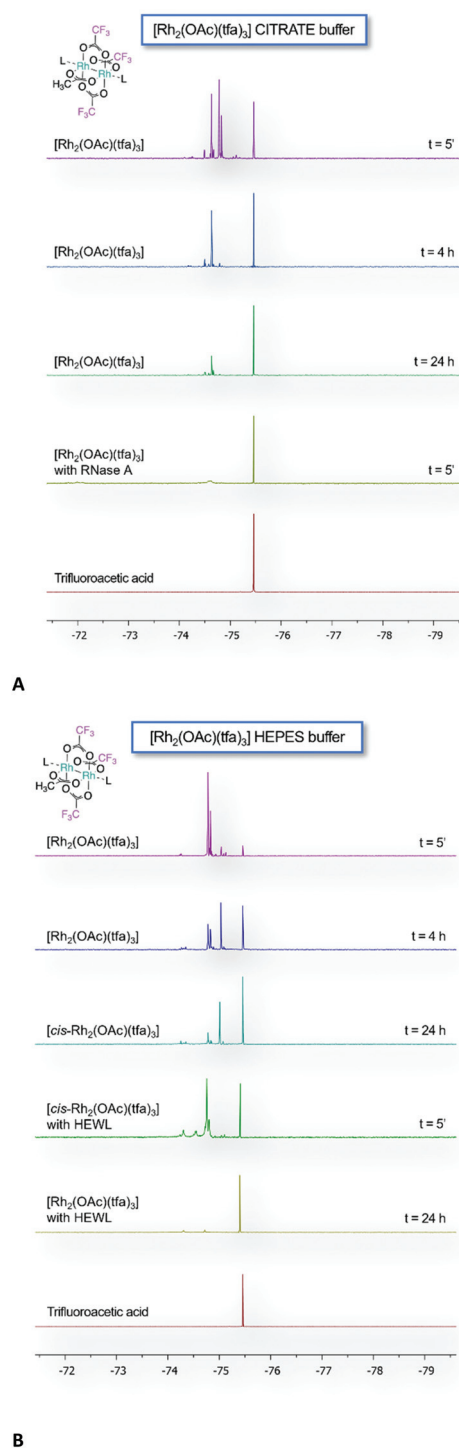 [Rh2(OAc)(tfa)3] CITRATE buffer
CF3
L
O
O
O
CF3
O
Rh
Rh
O
O
O
L
H3C
F3C
O
[Rh2(OAc)(tfa)3]
t = 5'
[Rh2(OAc)(tfa)3]
t = 4 h
[Rh2(OAc)(tfa)3]
t = 24 h
[Rh2(OAc)(tfa)3]
with RNase A
t = 5'
Trifluoroacetic acid
-72 -73 -74 -75 -76 -77 -78 -79
A
[Rh2(OAc)(tfa)3] HEPES buffer
CF3
L
O
O
O
CF3
O
Rh
Rh
O
O
O
L
H3C
F3C
O
[Rh2(OAc)(tfa)3]
t = 5'
[Rh2(OAc)(tfa)3]
t = 4 h
[cis-Rh2(OAc)(tfa)3]
t = 24 h
[cis-Rh2(OAc)(tfa)3]
with HEWL
t = 5'
[Rh2(OAc)(tfa)3]
with HEWL
t = 24 h
Trifluoroacetic acid
-72 -73 -74 -75 -76 -77 -78 -79
B